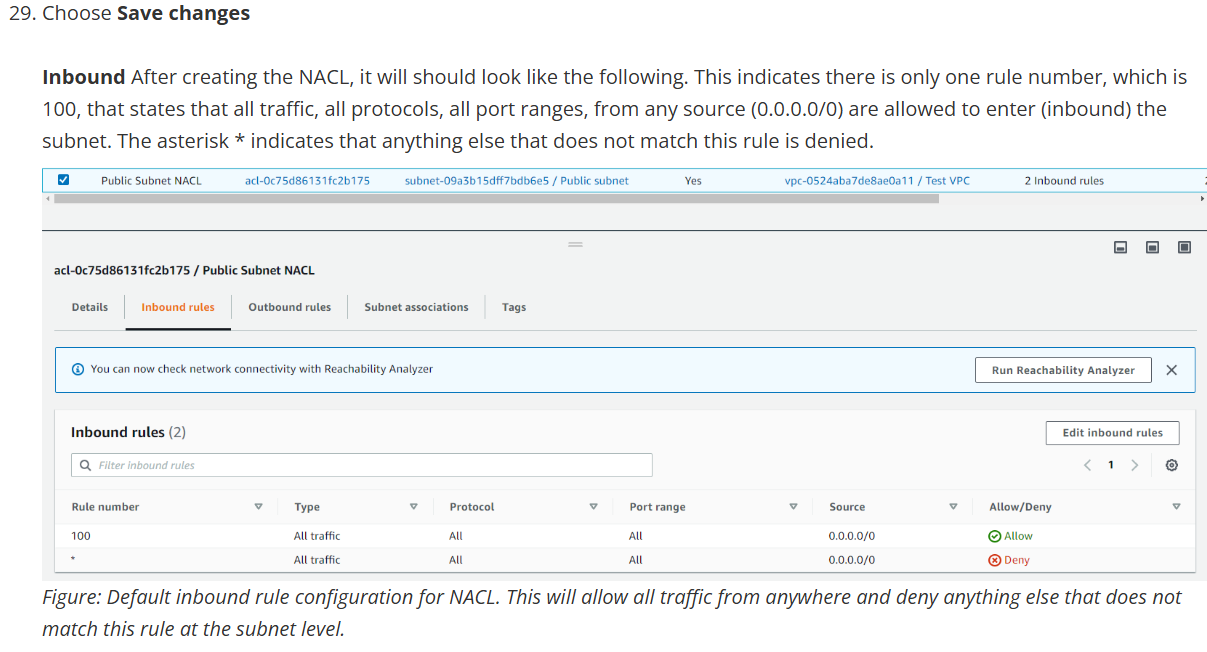 29. Choose Save changes
Inbound After creating the NACL, it will should look like the following. This indicates there is only one rule number, which is
100, that states that all traffic, all protocols, all port ranges, from any source (0.0.0.0/0) are allowed to enter (inbound) the
subnet. The asterisk * indicates that anything else that does not match this rule is denied.
Public Subnet NACL acl-0c75d86131fc2b175 subnet-09a3b15dff7bdb6e5 / Public subnet Yes vpc-0524aba7de8ae0a11 / Test VPC 2 Inbound rules
acl-0c75d86131fc2b175 / Public Subnet NACL
Details Inbound rules Outbound rules Subnet associations Tags
You can now check network connectivity with Reachability Analyzer Run Reachability Analyzer
Inbound rules (2) Edit inbound rules
Filter inbound rules 1
Rule number Type Protocol Port range Source Allow/Deny
100 All traffic All All 0.0.0.0/0 Allow
* All traffic All All 0.0.0.0/0 Deny
Figure: Default inbound rule configuration for NACL. This will allow all traffic from anywhere and deny anything else that does not
match this rule at the subnet level.